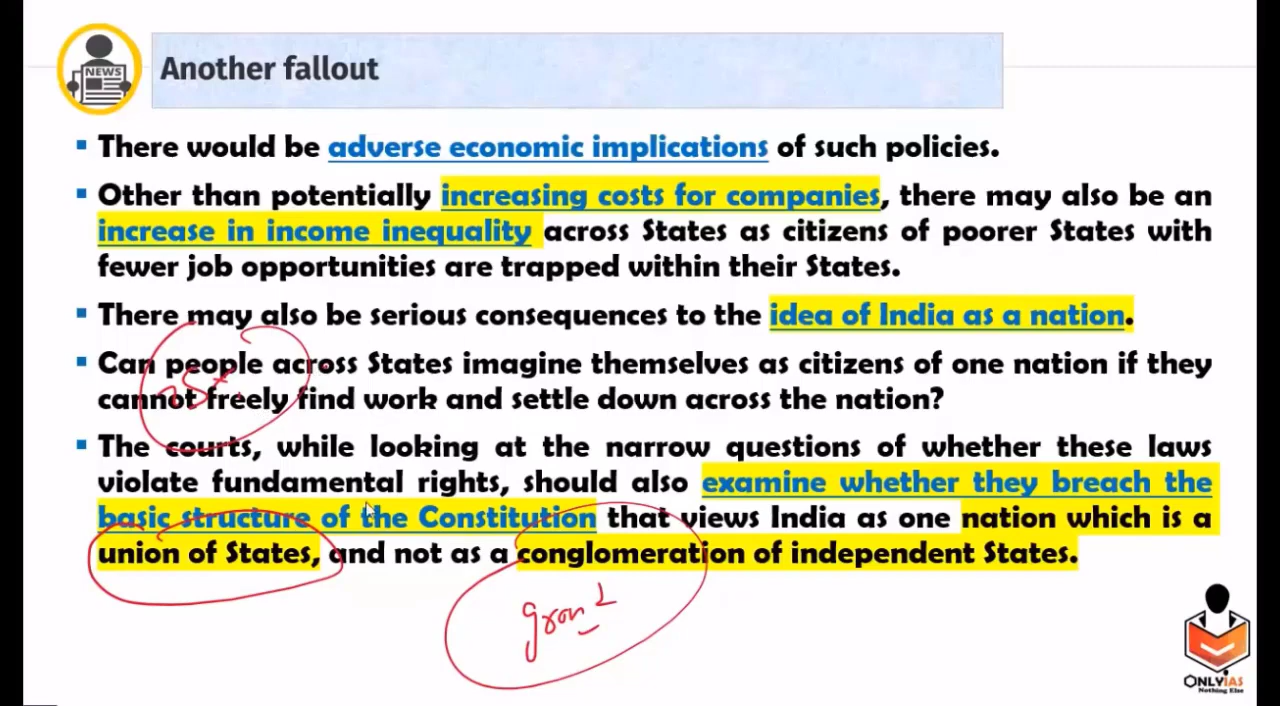 NEWS
Another fallout
There would be adverse economic implications of such policies.
Other than potentially increasing costs for companies, there may also be an
increase in income inequality across States as citizens of poorer States with
fewer job opportunities are trapped within their States.
There may also be serious consequences to the idea of India as a nation.
Can people across States imagine themselves as citizens of one nation if they
cannot freely find work and settle down across the nation?
The courts, while looking at the narrow questions of whether these laws
violate fundamental rights, should also examine whether they breach the
basic structure of the Constitution that views India as one nation which is a
union of States, and not as a conglomeration of independent States.
ONLYIAS
Nothing Else